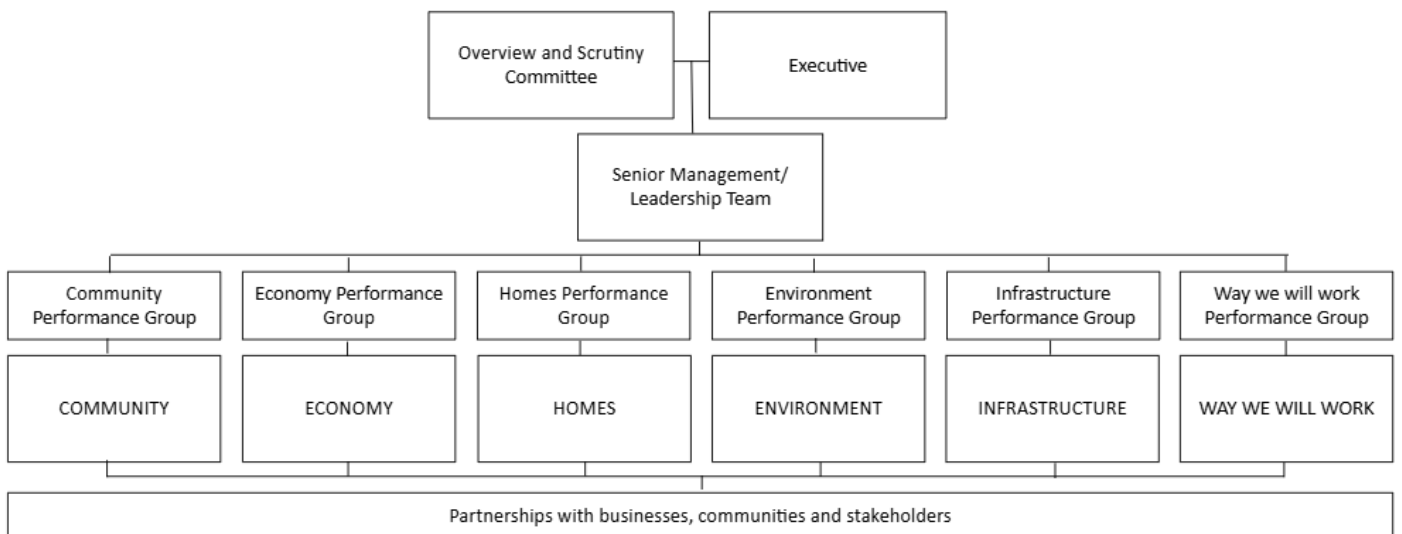 Overview and Scrutiny
Committee
Executive
Senior Management/
Leadership Team
Community
Performance Group
Economy Performance
Group
Homes Performance
Group
Environment
Performance Group
Infrastructure
Performance Group
Way we will work
Performance Group
COMMUNITY
ECONOMY
HOMES
ENVIRONMENT
INFRASTRUCTURE
WAY WE WILL WORK
Partnerships with businesses, communities and stakeholders